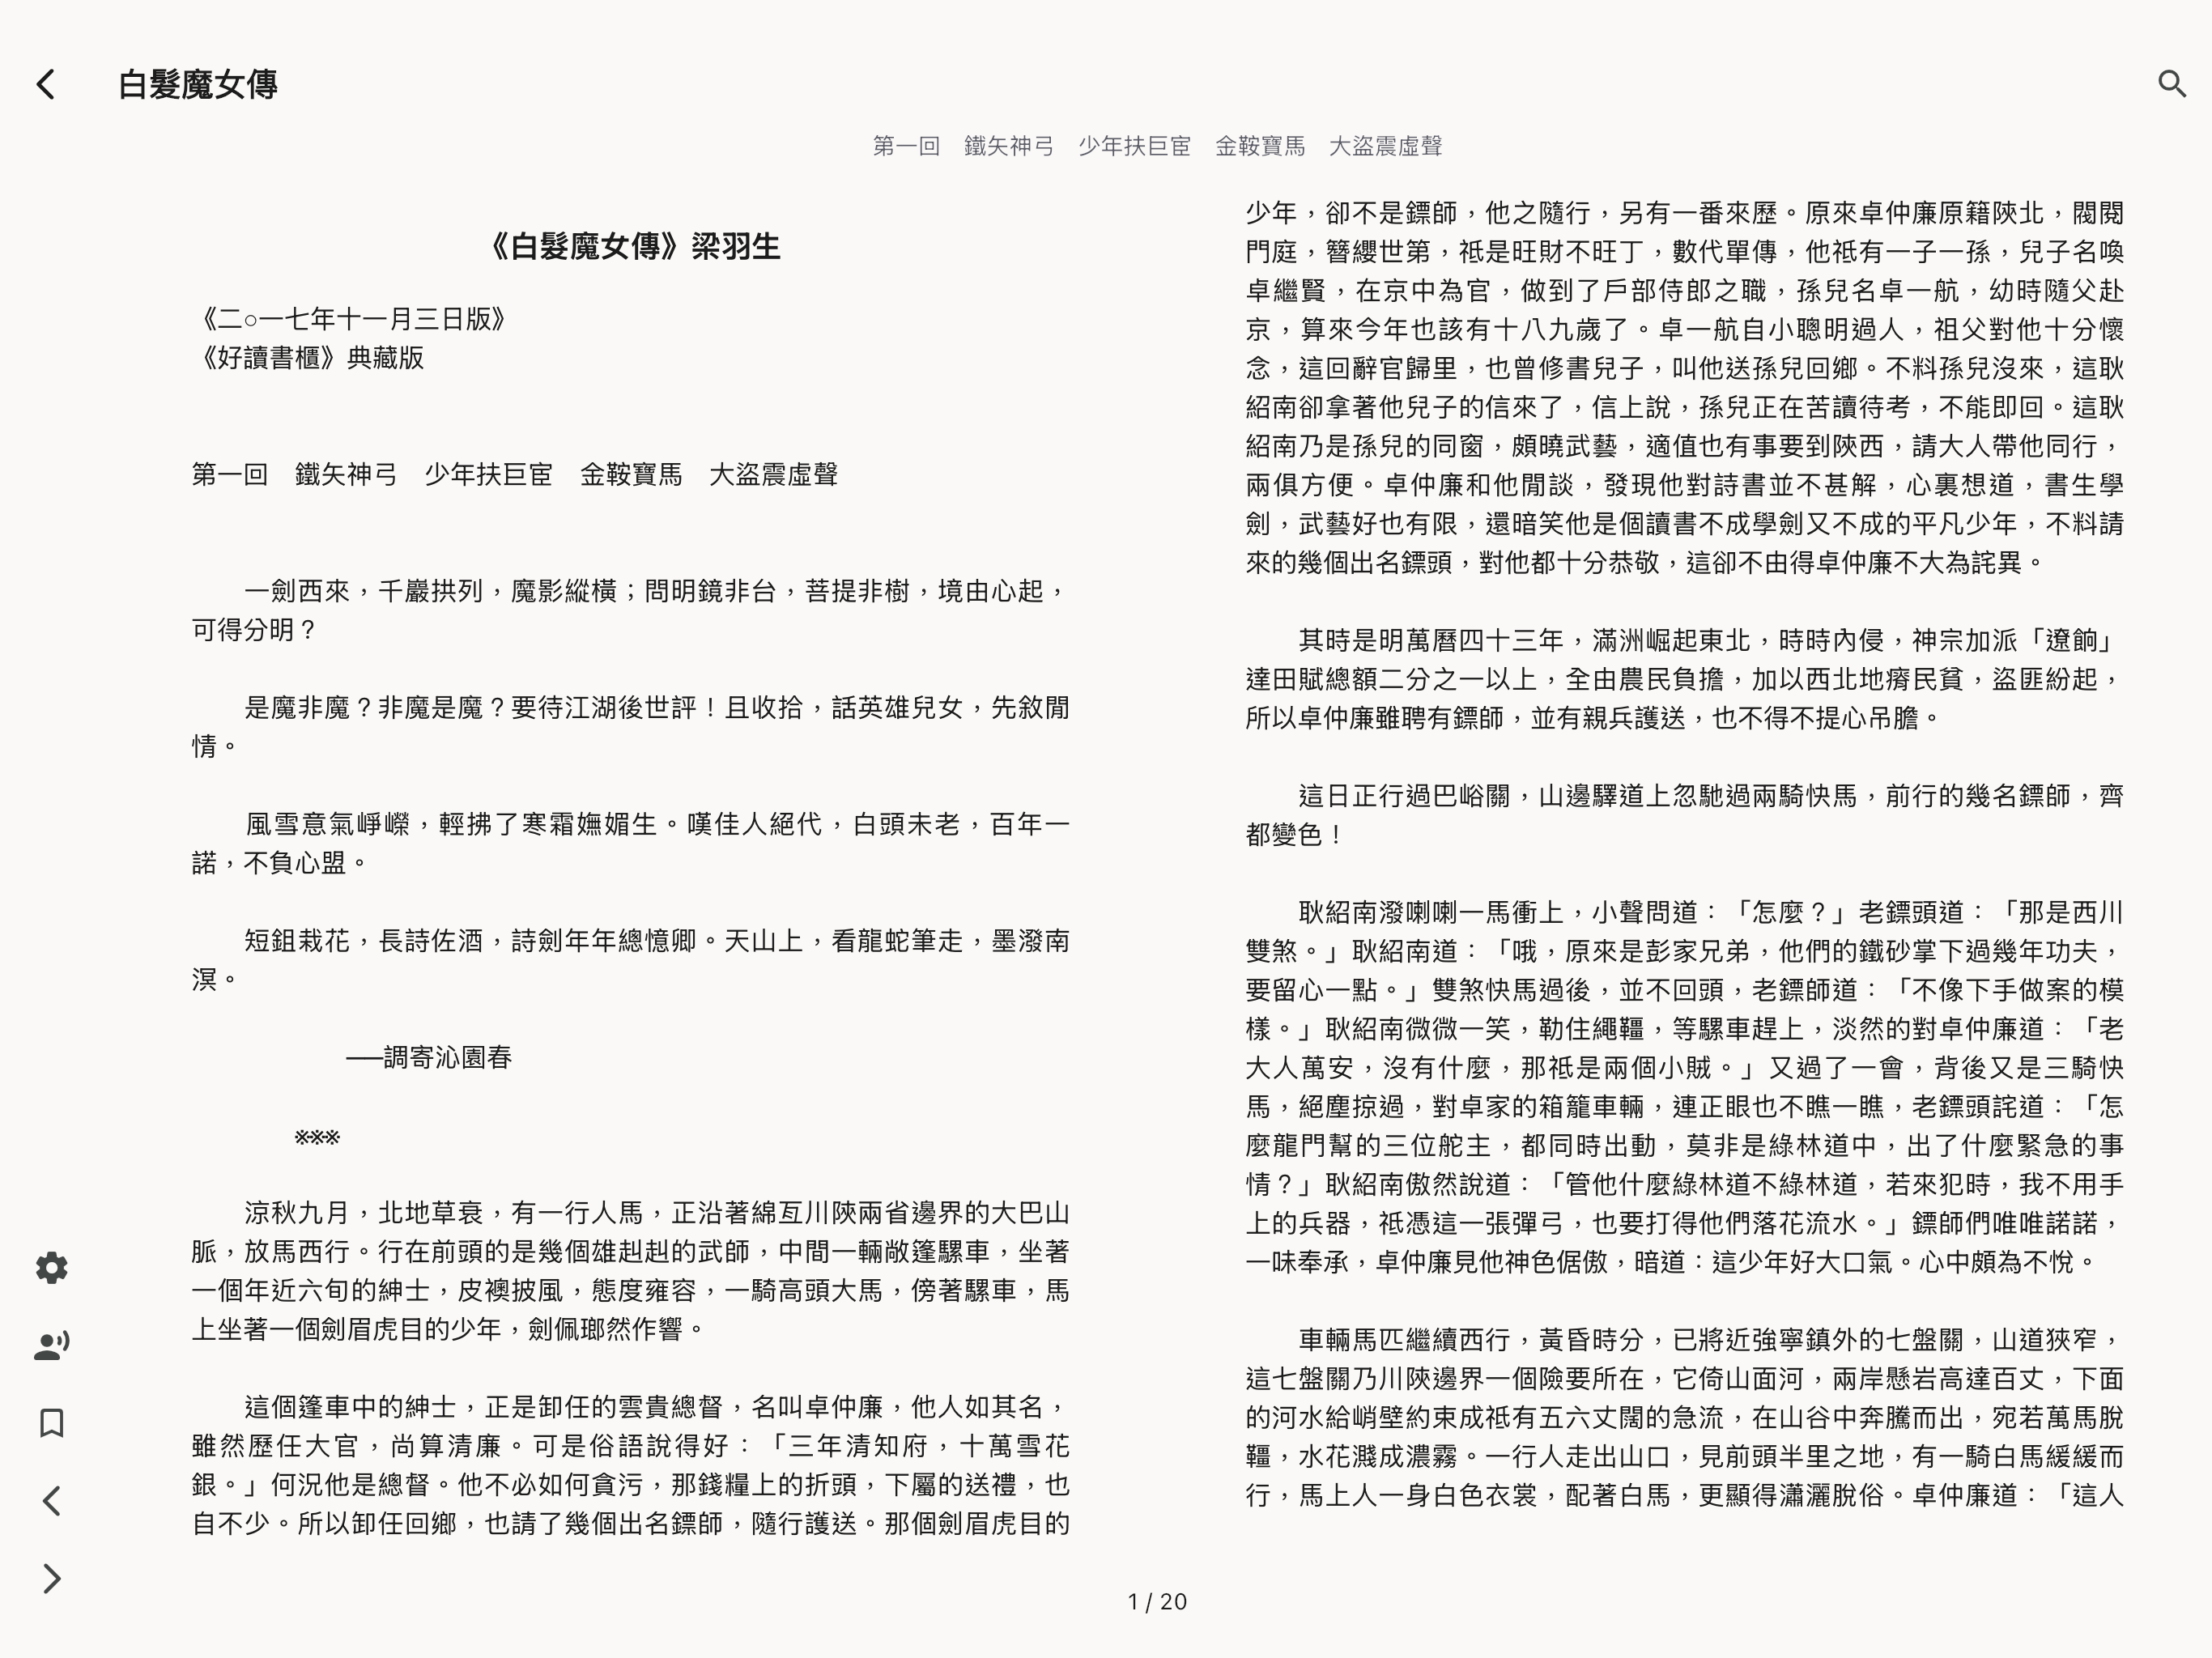 白髮魔女傳
第一回　鐵矢神弓　少年扶巨宦　金鞍寶馬　大盜震虛聲
《白髮魔女傳》梁羽生
《二○一七年十一月三日版》
《好讀書櫃》典藏版
第一回　鐵矢神弓　少年扶巨宦　金鞍寶馬　大盜震虛聲
一劍西來，千巖拱列，魔影縱橫；問明鏡非台，菩提非樹，境由心起，
可得分明？
是魔非魔？非魔是魔？要待江湖後世評！且收拾，話英雄兒女，先敘閒
情。
風雪意氣崢嶸，輕拂了寒霜嫵媚生。嘆佳人絕代，白頭未老，百年一
諾，不負心盟。
短鉏栽花，長詩佐酒，詩劍年年總憶卿。天山上，看龍蛇筆走，墨潑南
溟。
──調寄沁園春
※※※
涼秋九月，北地草衰，有一行人馬，正沿著綿亙川陝兩省邊界的大巴山
脈，放馬西行。行在前頭的是幾個雄赳赳的武師，中間一輛敞篷騾車，坐著
一個年近六旬的紳士，皮襖披風，態度雍容，一騎高頭大馬，傍著騾車，馬
上坐著一個劍眉虎目的少年，劍佩瑯然作響。
這個篷車中的紳士，正是卸任的雲貴總督，名叫卓仲廉，他人如其名，
雖然歷任大官，尚算清廉。可是俗語說得好：「三年清知府，十萬雪花
銀。」何況他是總督。他不必如何貪污，那錢糧上的折頭，下屬的送禮，也
自不少。所以卸任回鄉，也請了幾個出名鏢師，隨行護送。那個劍眉虎目的
少年，卻不是鏢師，他之隨行，另有一番來歷。原來卓仲廉原籍陝北，閥閱
門庭，簪纓世第，祗是旺財不旺丁，數代單傳，他祗有一子一孫，兒子名喚
卓繼賢，在京中為官，做到了戶部侍郎之職，孫兒名卓一航，幼時隨父赴
京，算來今年也該有十八九歲了。卓一航自小聰明過人，祖父對他十分懷
念，這回辭官歸里，也曾修書兒子，叫他送孫兒回鄉。不料孫兒沒來，這耿
紹南卻拿著他兒子的信來了，信上說，孫兒正在苦讀待考，不能即回。這耿
紹南乃是孫兒的同窗，頗曉武藝，適值也有事要到陝西，請大人帶他同行，
兩俱方便。卓仲廉和他閒談，發現他對詩書並不甚解，心裏想道，書生學
劍，武藝好也有限，還暗笑他是個讀書不成學劍又不成的平凡少年，不料請
來的幾個出名鏢頭，對他都十分恭敬，這卻不由得卓仲廉不大為詫異。
其時是明萬曆四十三年，滿洲崛起東北，時時內侵，神宗加派「遼餉」
達田賦總額二分之一以上，全由農民負擔，加以西北地瘠民貧，盜匪紛起，
所以卓仲廉雖聘有鏢師，並有親兵護送，也不得不提心吊膽。
這日正行過巴峪關，山邊驛道上忽馳過兩騎快馬，前行的幾名鏢師，齊
都變色！
耿紹南潑喇喇一馬衝上，小聲問道：「怎麼？」老鏢頭道：「那是西川
雙煞。」耿紹南道：「哦，原來是彭家兄弟，他們的鐵砂掌下過幾年功夫，
要留心一點。」雙煞快馬過後，並不回頭，老鏢師道：「不像下手做案的模
樣。」耿紹南微微一笑，勒住繩韁，等騾車趕上，淡然的對卓仲廉道：「老
大人萬安，沒有什麼，那祗是兩個小賊。」又過了一會，背後又是三騎快
馬，絕塵掠過，對卓家的箱籠車輛，連正眼也不瞧一瞧，老鏢頭詫道：「怎
麼龍門幫的三位舵主，都同時出動，莫非是綠林道中，出了什麼緊急的事
情？」耿紹南傲然說道：「管他什麼綠林道不綠林道，若來犯時，我不用手
上的兵器，祗憑這一張彈弓，也要打得他們落花流水。」鏢師們唯唯諾諾，
一味奉承，卓仲廉見他神色倨傲，暗道：這少年好大口氣。心中頗為不悅。
車輛馬匹繼續西行，黃昏時分，已將近強寧鎮外的七盤關，山道狹窄，
這七盤關乃川陝邊界一個險要所在，它倚山面河，兩岸懸岩高達百丈，下面
的河水給峭壁約束成祗有五六丈闊的急流，在山谷中奔騰而出，宛若萬馬脫
韁，水花濺成濃霧。一行人走出山口，見前頭半里之地，有一騎白馬緩緩而
行，馬上人一身白色衣裳，配著白馬，更顯得瀟灑脫俗。卓仲廉道：「這人
1 / 20